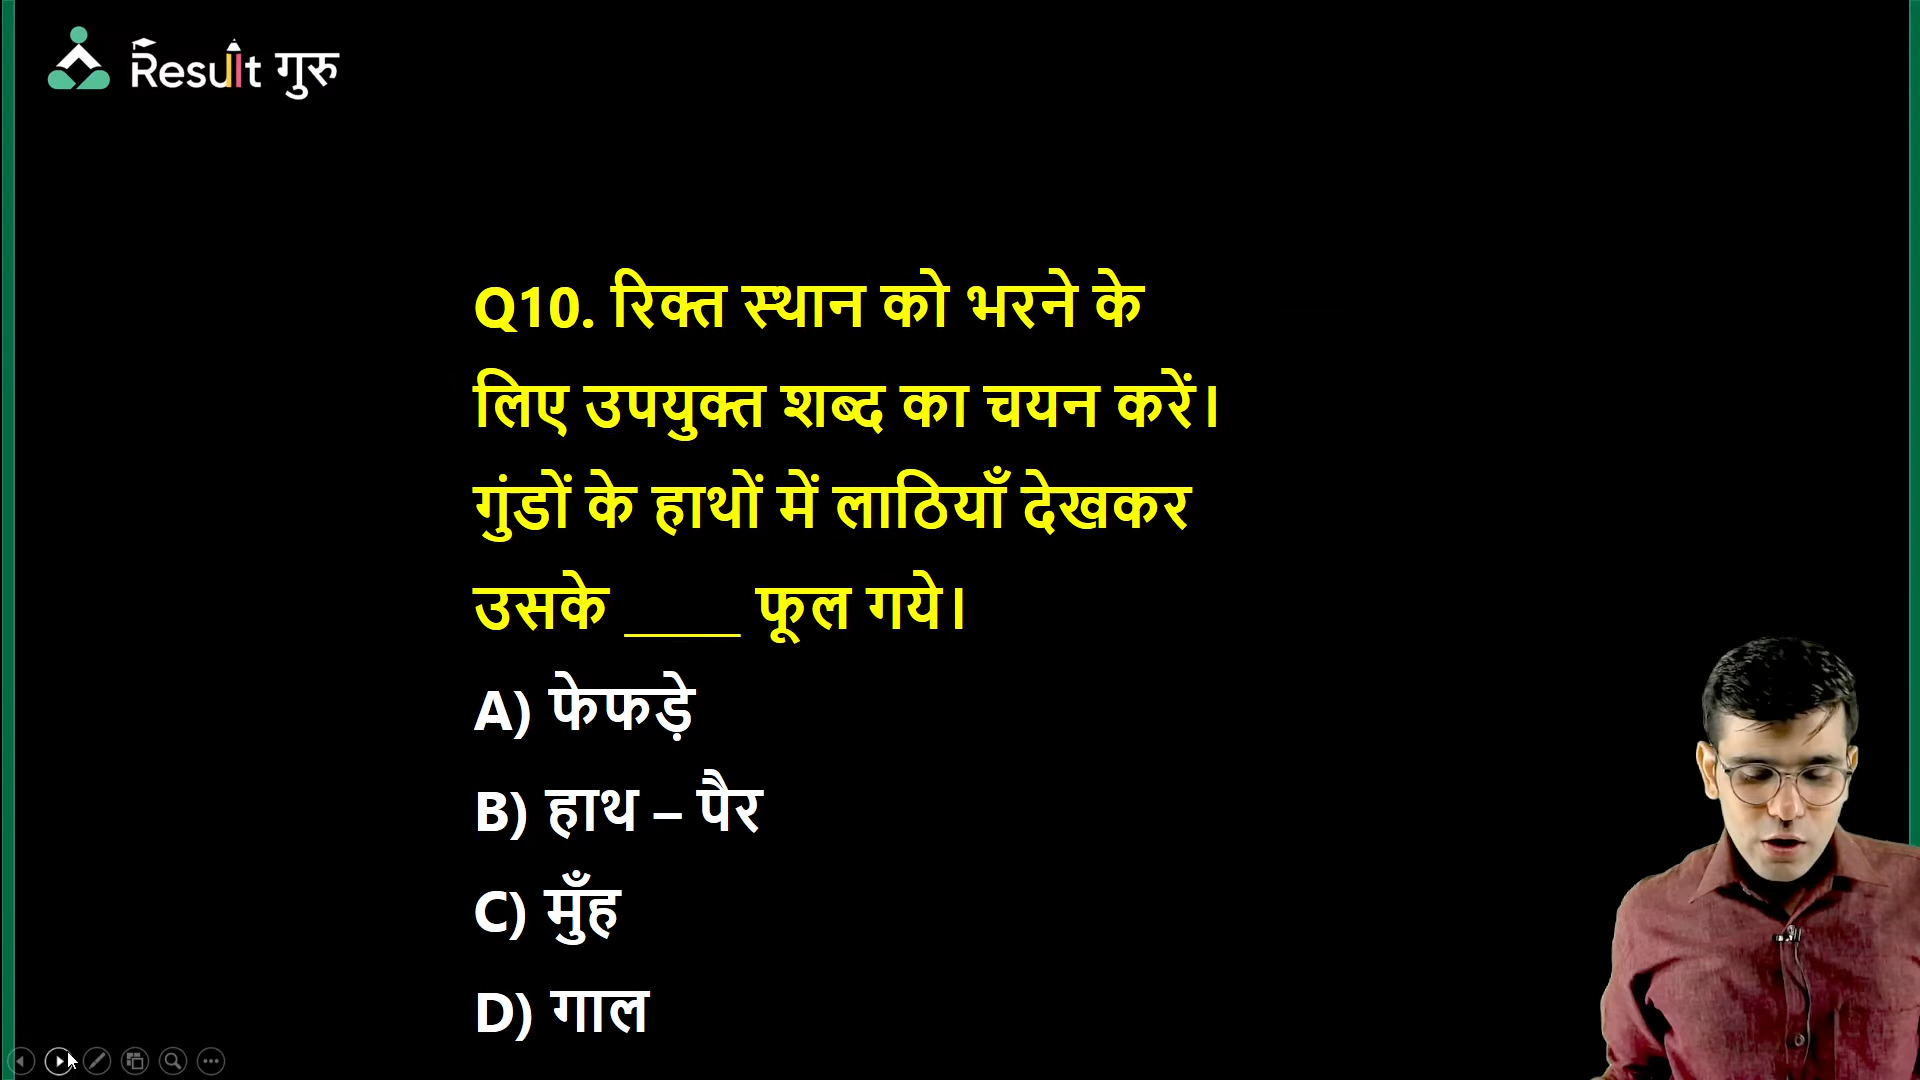 Result गुरु
Q10. रिक्त स्थान को भरने के
लिए उपयुक्त शब्द का चयन करें।
गुंडों के हाथों में लाठियाँ देखकर
उसके ____ फूल गये।
A) फेफड़े
B) हाथ – पैर
C) मुँह
D) गाल